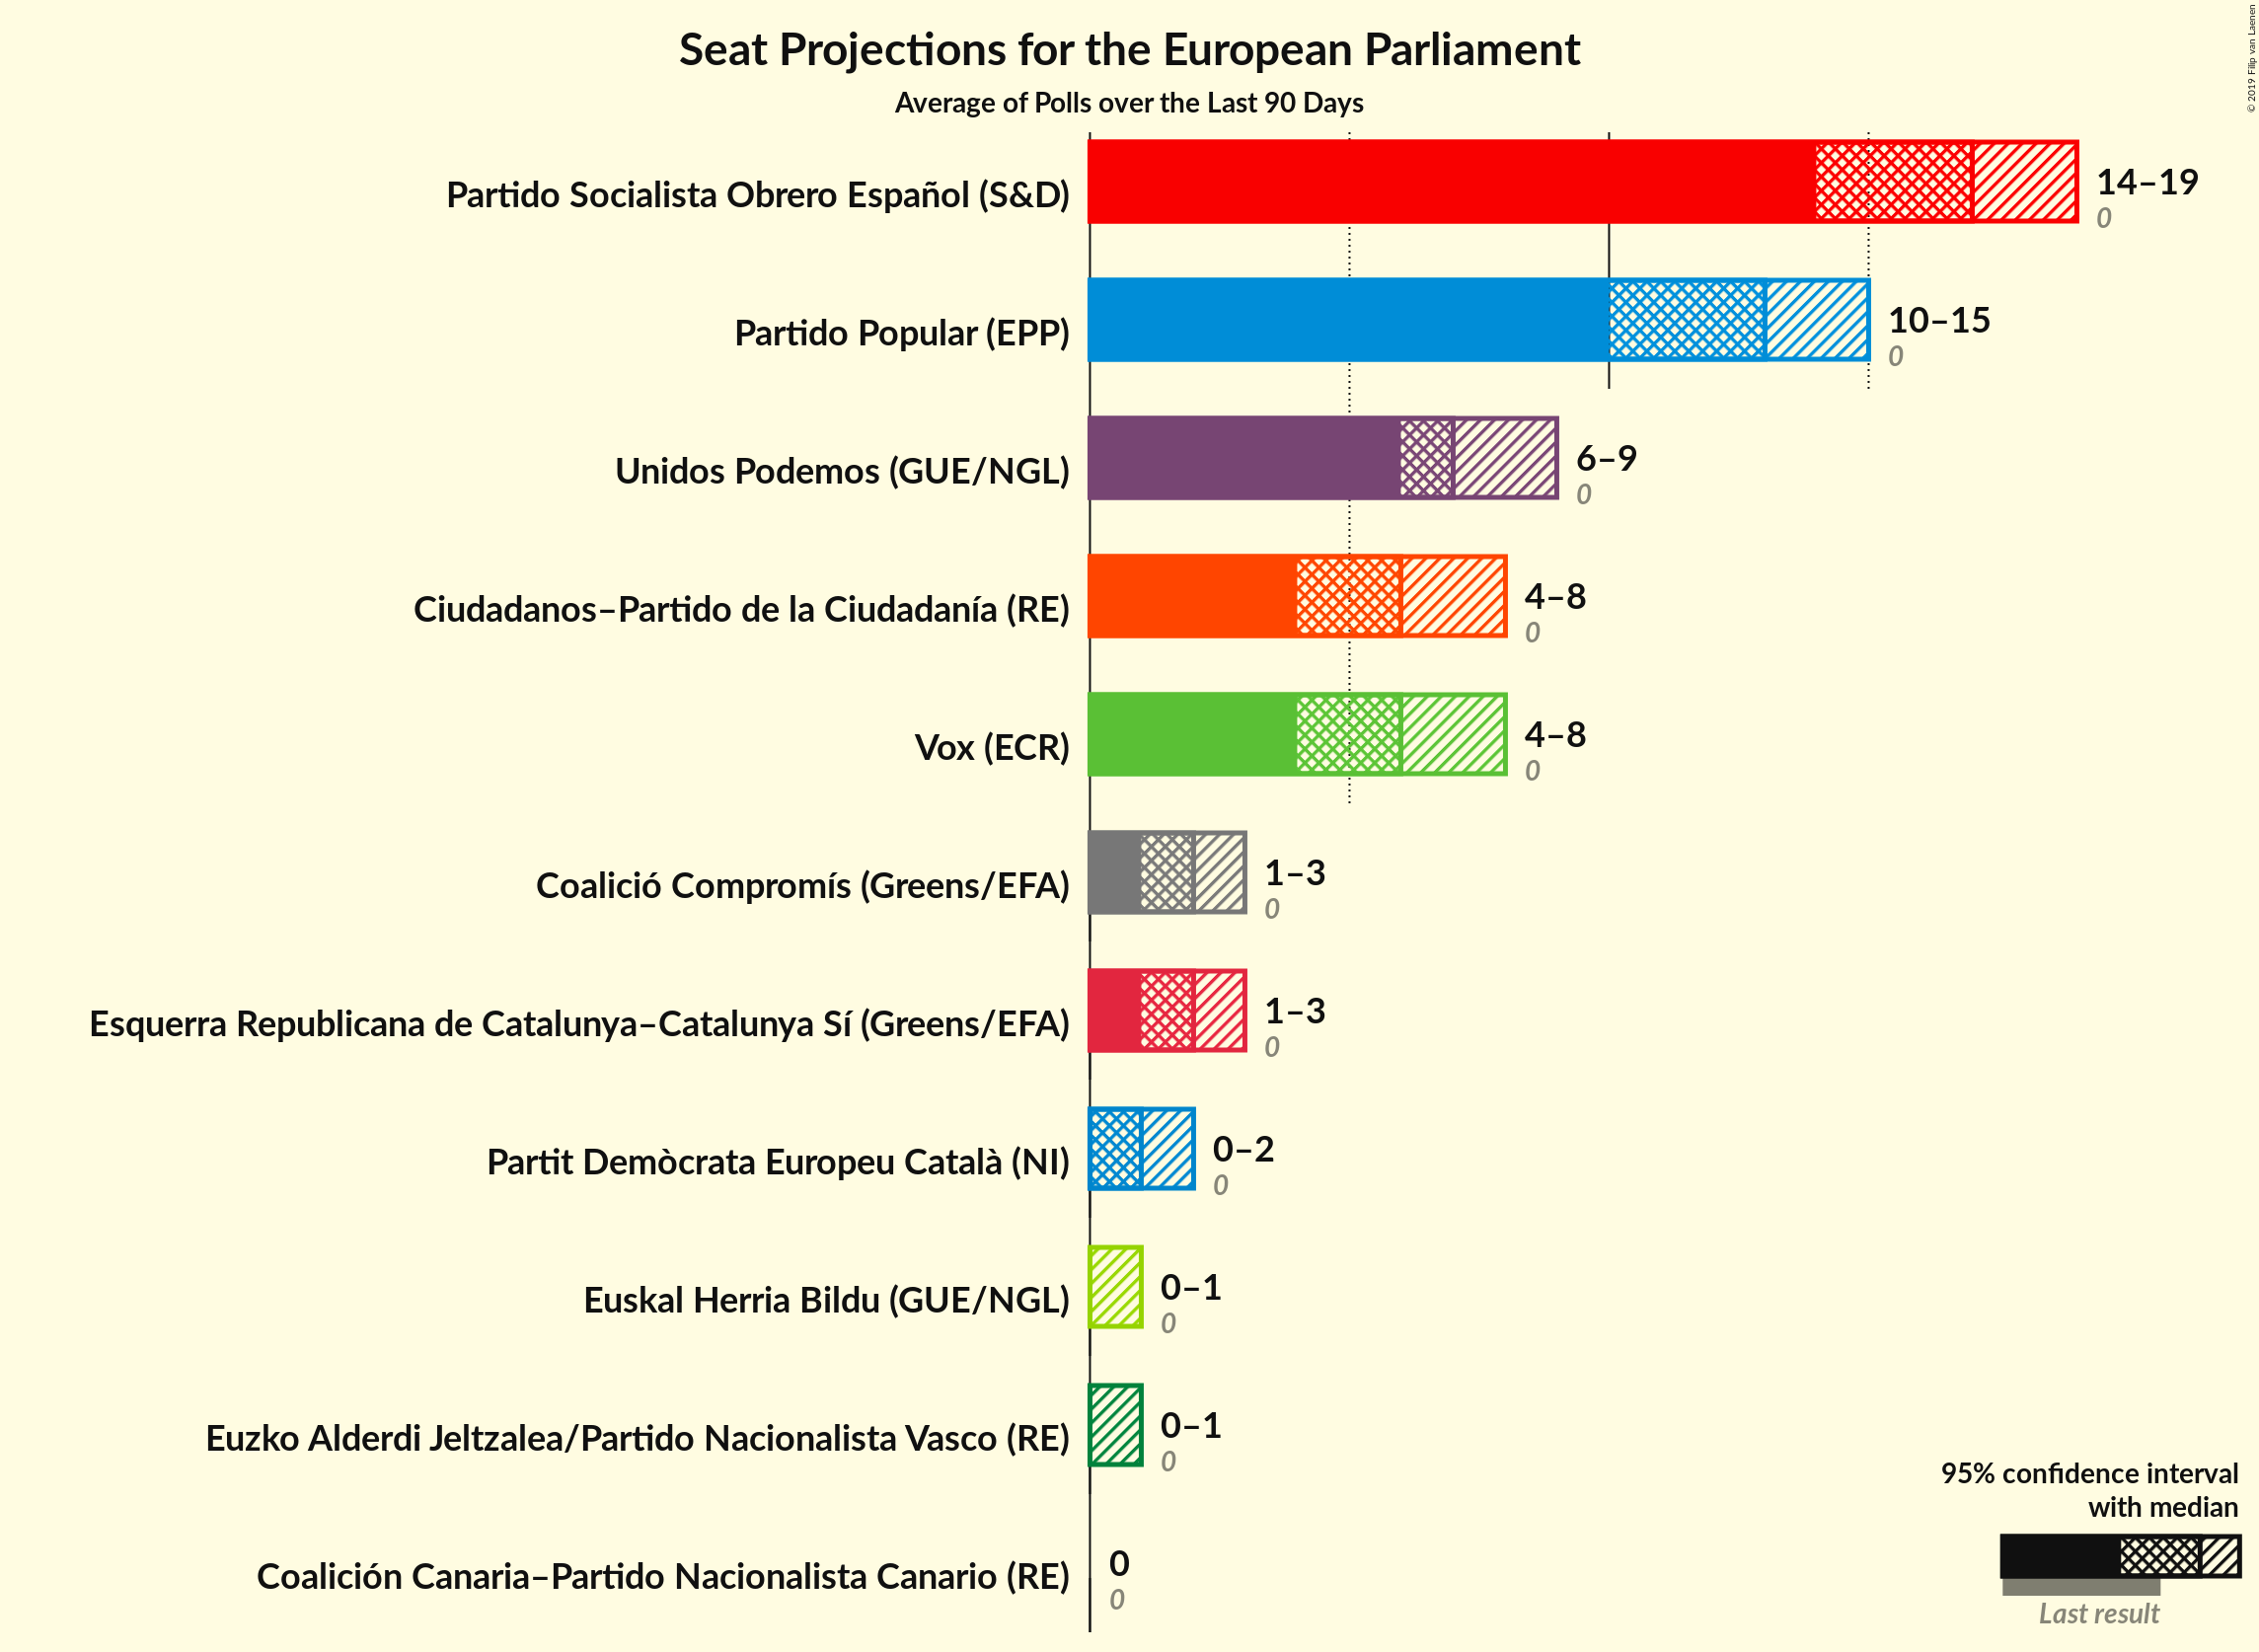 © 2019 Filip van Laenen
Seat Projections for the European Parliament
Average of Polls over the Last 90 Days
Partido Socialista Obrero Español (S&D)
14–19
0
Partido Popular (EPP)
10–15
0
Unidos Podemos (GUE/NGL)
6–9
0
Ciudadanos–Partido de la Ciudadanía (RE)
4–8
0
Vox (ECR)
4–8
0
Coalició Compromís (Greens/EFA)
1–3
0
Esquerra Republicana de Catalunya–Catalunya Sí (Greens/EFA)
1–3
0
Partit Demòcrata Europeu Català (NI)
0–2
0
Euskal Herria Bildu (GUE/NGL)
0–1
0
Euzko Alderdi Jeltzalea/Partido Nacionalista Vasco (RE)
0–1
0
Coalición Canaria–Partido Nacionalista Canario (RE)
0
0
95% confidence interval
with median
Last result